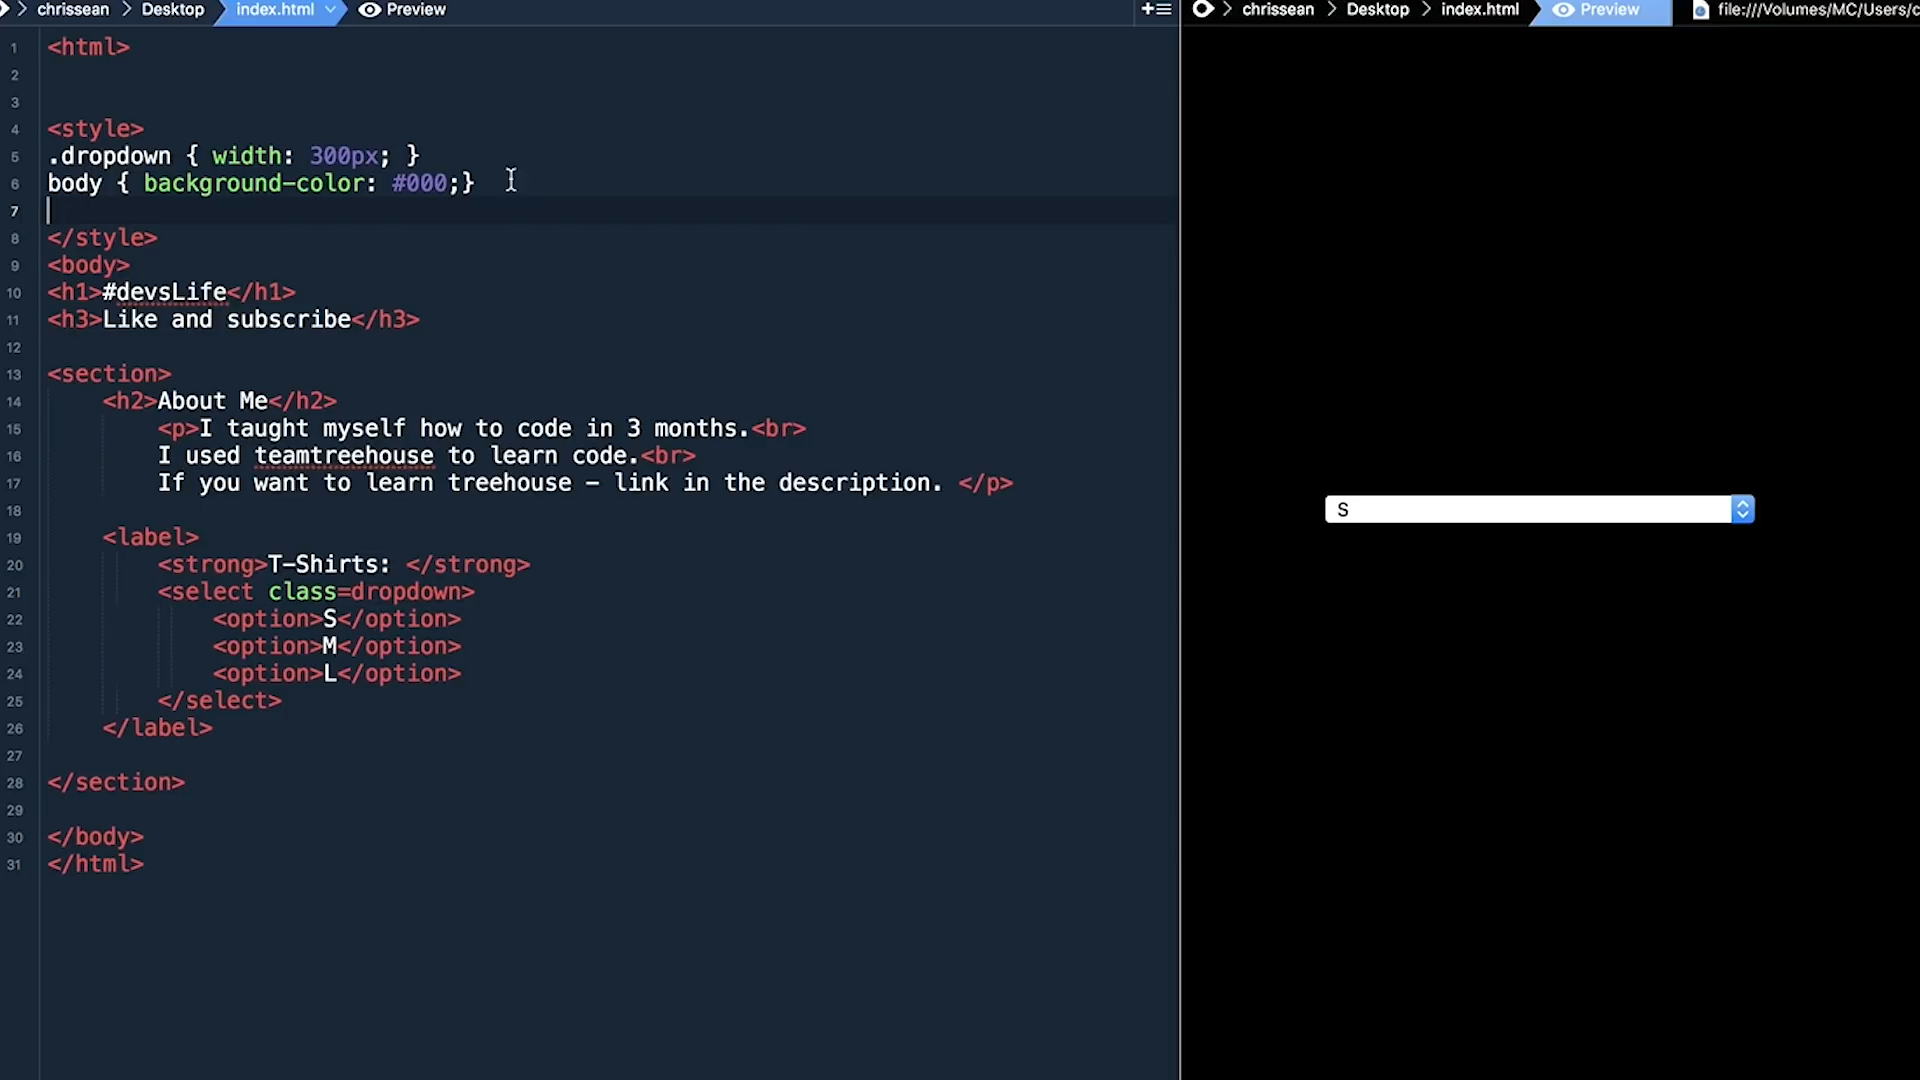 chrissean Desktop index.html Preview
1 <html>
2
3
4 <style>
5 .dropdown { width: 300px; }
6 body { background-color: #000;}
7
8 </style>
9 <body>
10 <h1>#devsLife</h1>
11 <h3>Like and subscribe</h3>
12
13 <section>
14 <h2>About Me</h2>
15 <p>I taught myself how to code in 3 months.<br>
16 I used teamtreehouse to learn code.<br>
17 If you want to learn treehouse – link in the description. </p>
18
19 <label>
20 <strong>T-Shirts: </strong>
21 <select class=dropdown>
22 <option>S</option>
23 <option>M</option>
24 <option>L</option>
25 </select>
26 </label>
27
28 </section>
29
30 </body>
31 </html>
chrissean Desktop index.html Preview file:///Volumes/MC/Users/c
S